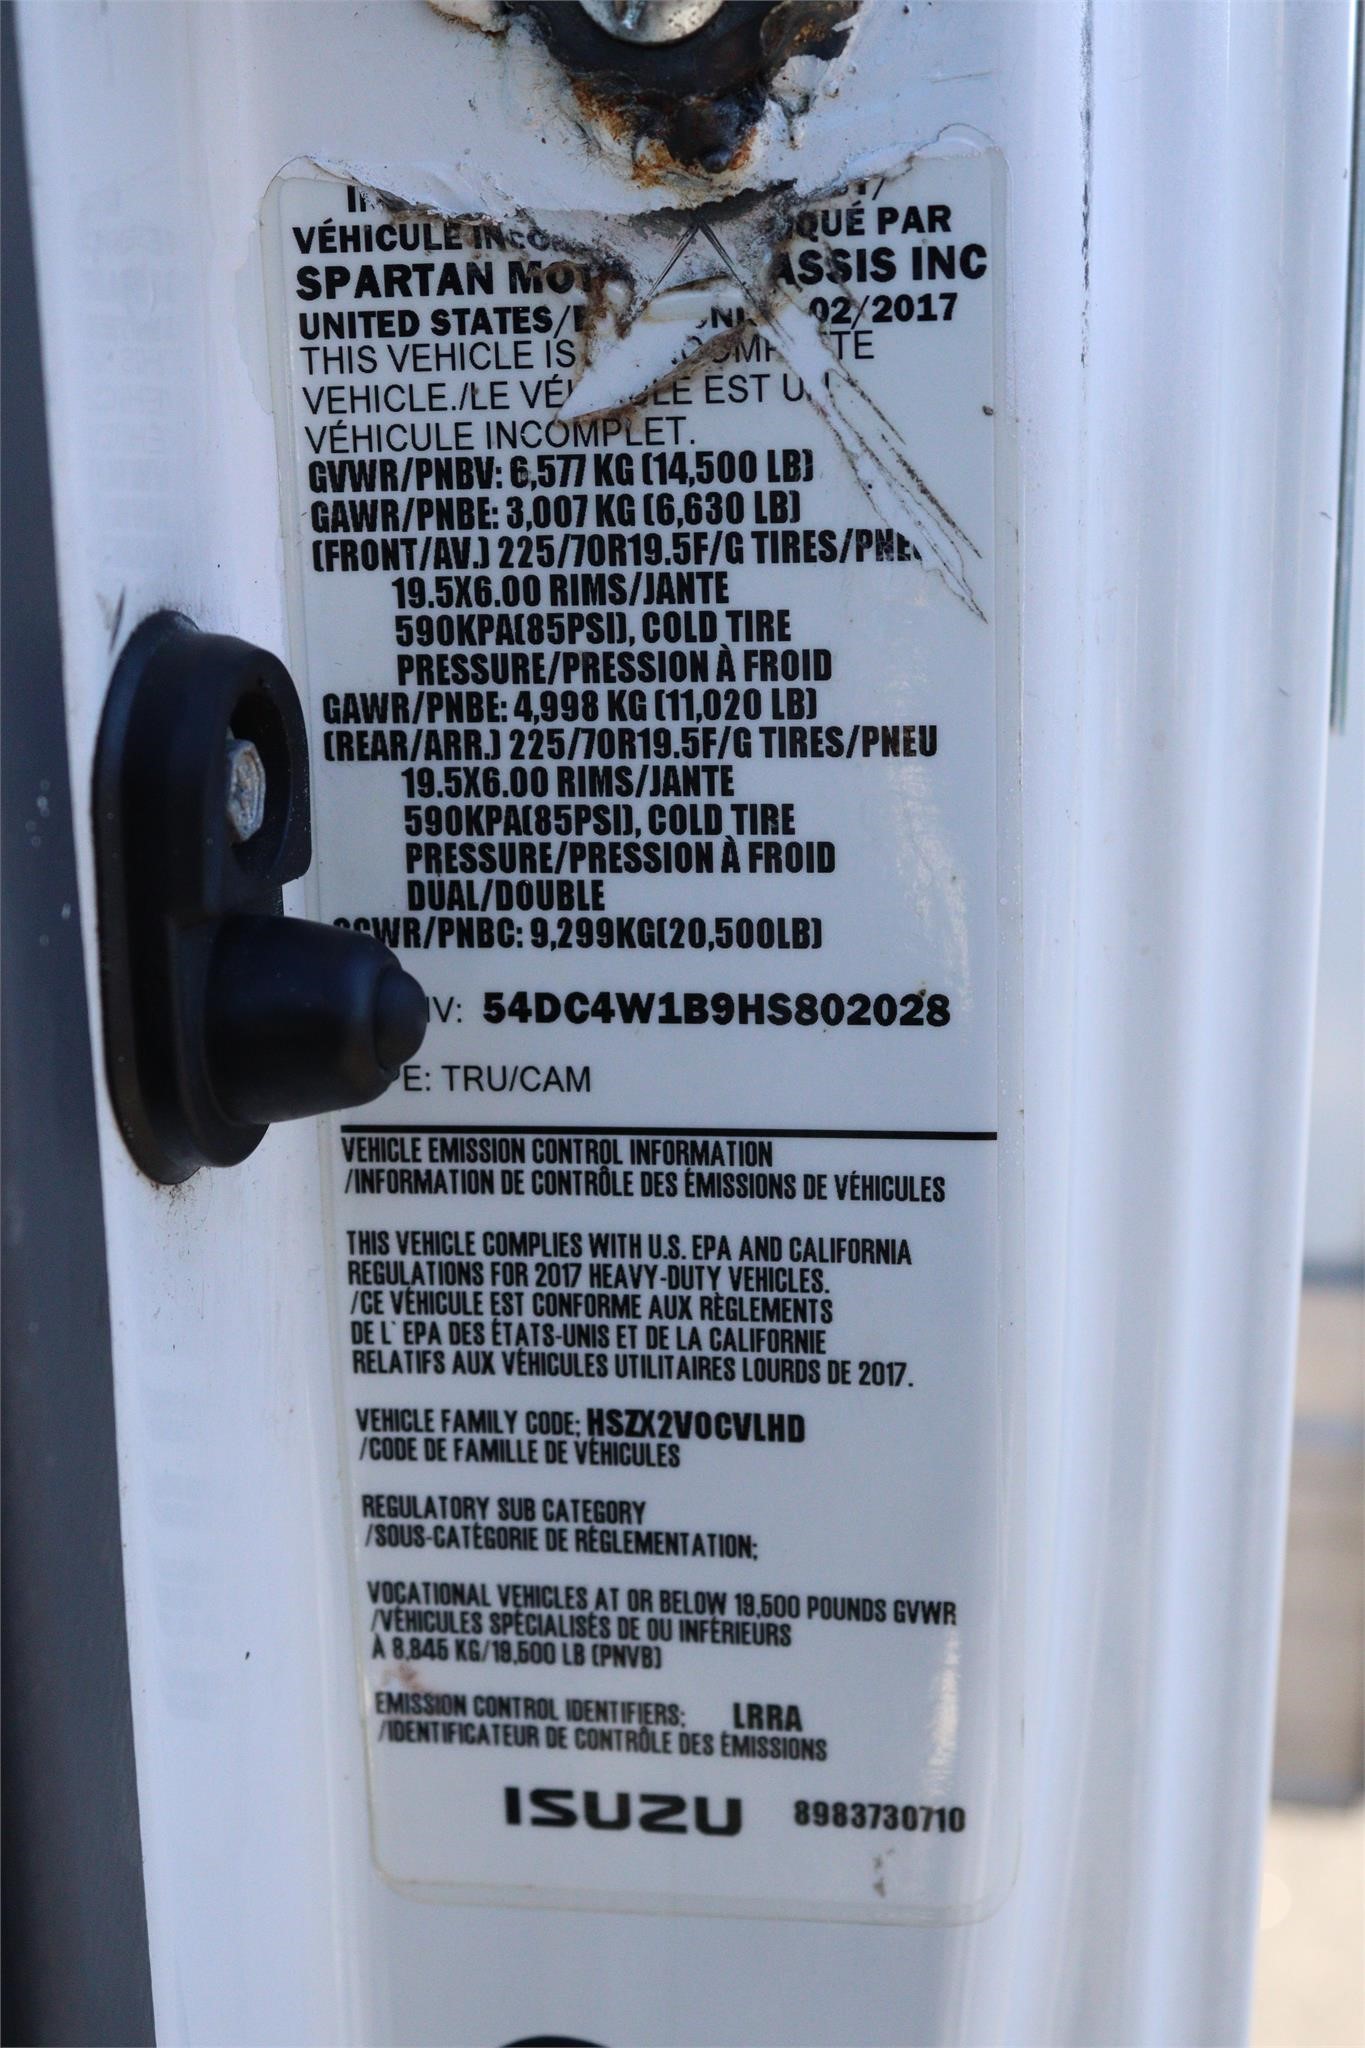 VÉHICULE QUÉ PAR
SPARTAN INC
UNITED STATES/ 02/2017
THIS VEHICLE IS
VEHICLE./LE EST
VÉHICULE INCOMPLET.
GVWR/PNBV: 6,577 KG (14,500 LB)
GAWR/PNBE: 3,007 KG (6,630 LB)
(FRONT/AV.) 225/70R19.5F/G TIRES/PNEU
19.5X6.00 RIMS/JANTE
590KPA(85PSI), COLD TIRE
PRESSURE/PRESSION À FROID
GAWR/PNBE: 4,998 KG (11,020 LB)
(REAR/ARR.) 225/70R19.5F/G TIRES/PNEU
19.5X6.00 RIMS/JANTE
590KPA(85PSI), COLD TIRE
PRESSURE/PRESSION À FROID
DUAL/DOUBLE
GCWR/PNBC: 9,299KG(20,500LB)
IV: 54DC4W1B9HS802028
PE: TRU/CAM
VEHICLE EMISSION CONTROL INFORMATION
/INFORMATION DE CONTRÔLE DES ÉMISSIONS DE VÉHICULES
THIS VEHICLE COMPLIES WITH U.S. EPA AND CALIFORNIA
REGULATIONS FOR 2017 HEAVY-DUTY VEHICLES.
/CE VÉHICULE EST CONFORME AUX RÈGLEMENTS
DE L` EPA DES ÉTATS-UNIS ET DE LA CALIFORNIE
RELATIFS AUX VÉHICULES UTILITAIRES LOURDS DE 2017.
VEHICLE FAMILY CODE; HSZX2VOCVLHD
/CODE DE FAMILLE DE VÉHICULES
REGULATORY SUB CATEGORY
/SOUS-CATÉGORIE DE RÉGLEMENTATION;
VOCATIONAL VEHICLES AT OR BELOW 19,500 POUNDS GVWR
/VÉHICULES SPÉCIALISÉS DE OU INFÉRIEURS
À 8,845 KG/19,500 LB (PNVB)
EMISSION CONTROL IDENTIFIERS; LRRA
/IDENTIFICATEUR DE CONTRÔLE DES ÉMISSIONS
ISUZU 8983730710